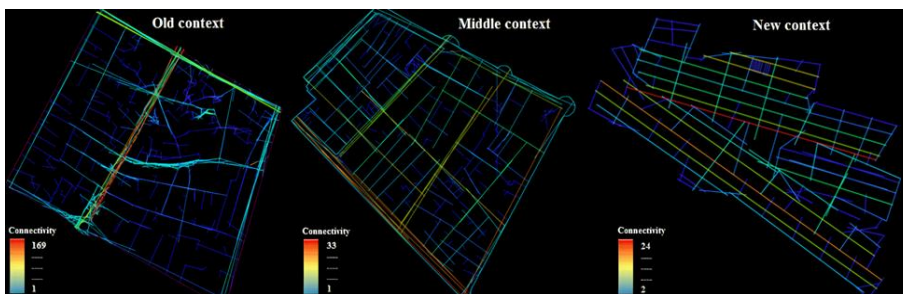 Old context
Middle context
New context
Connectivity
169
1
Connectivity
33
1
Connectivity
24
2